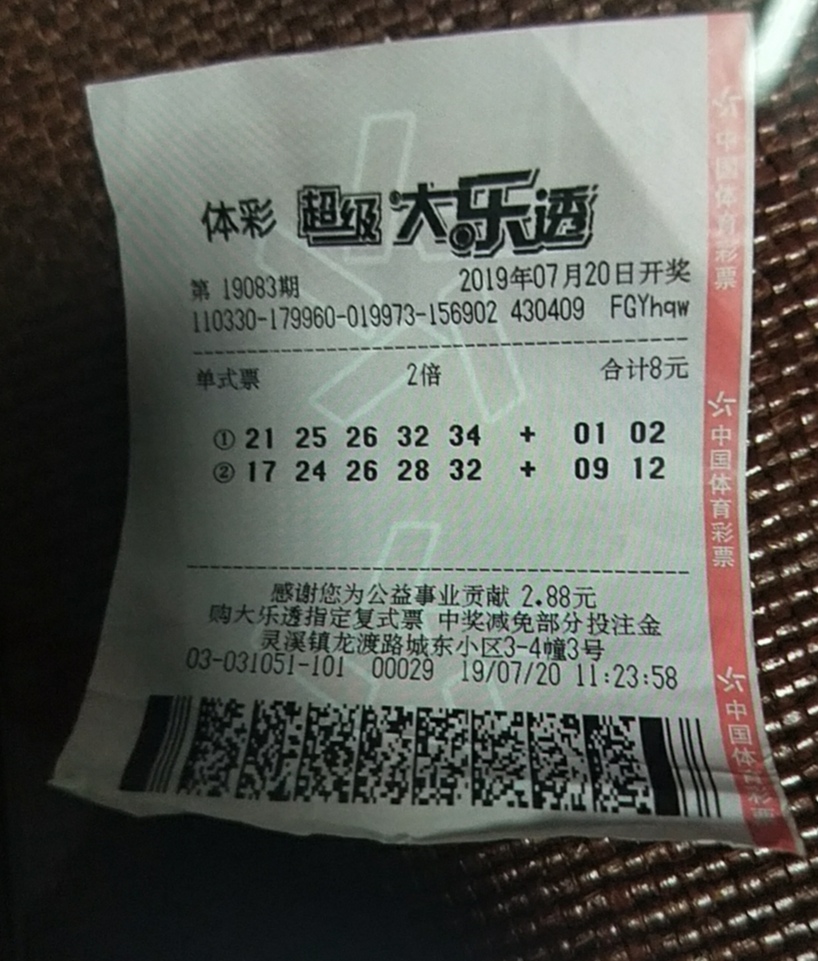 体彩 超级大乐透
第 19083期 2019年07月20日开奖
110330-179960-019973-156902 430409 FGYhqw
单式票 2倍 合计8元
① 21 25 26 32 34 + 01 02
② 17 24 26 28 32 + 09 12
感谢您为公益事业贡献 2.88元
购大乐透指定复式票 中奖减免部分投注金
灵溪镇龙渡路城东小区3-4幢3号
03-031051-101 00029 19/07/20 11:23:58
中国体育彩票
中国体育彩票
中国体育彩票